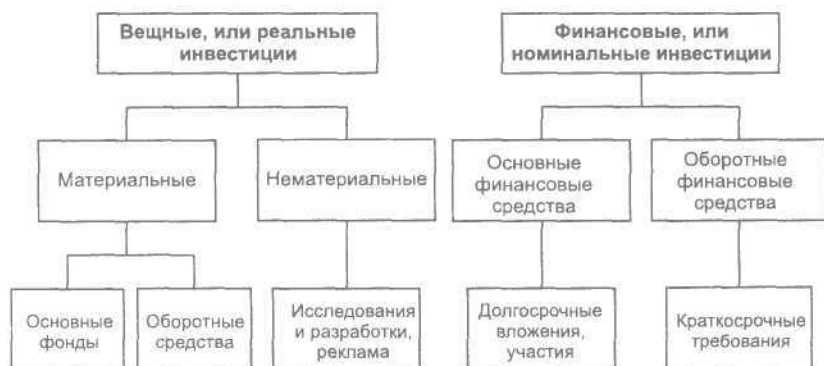 Вещные, или реальные
инвестиции
Финансовые, или
номинальные инвестиции
Материальные
Нематериальные
Основные
финансовые
средства
Оборотные
финансовые
средства
Основные
фонды
Оборотные
средства
Исследования
и разработки,
реклама
Долгосрочные
вложения,
участия
Краткосрочные
требования